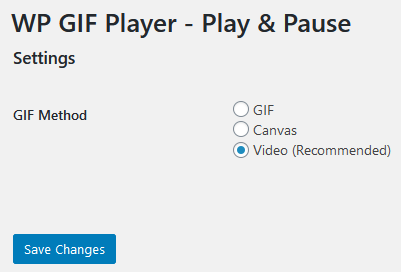 WP GIF Player - Play & Pause
Settings
GIF Method
GIF
Canvas
Video (Recommended)
Save Changes